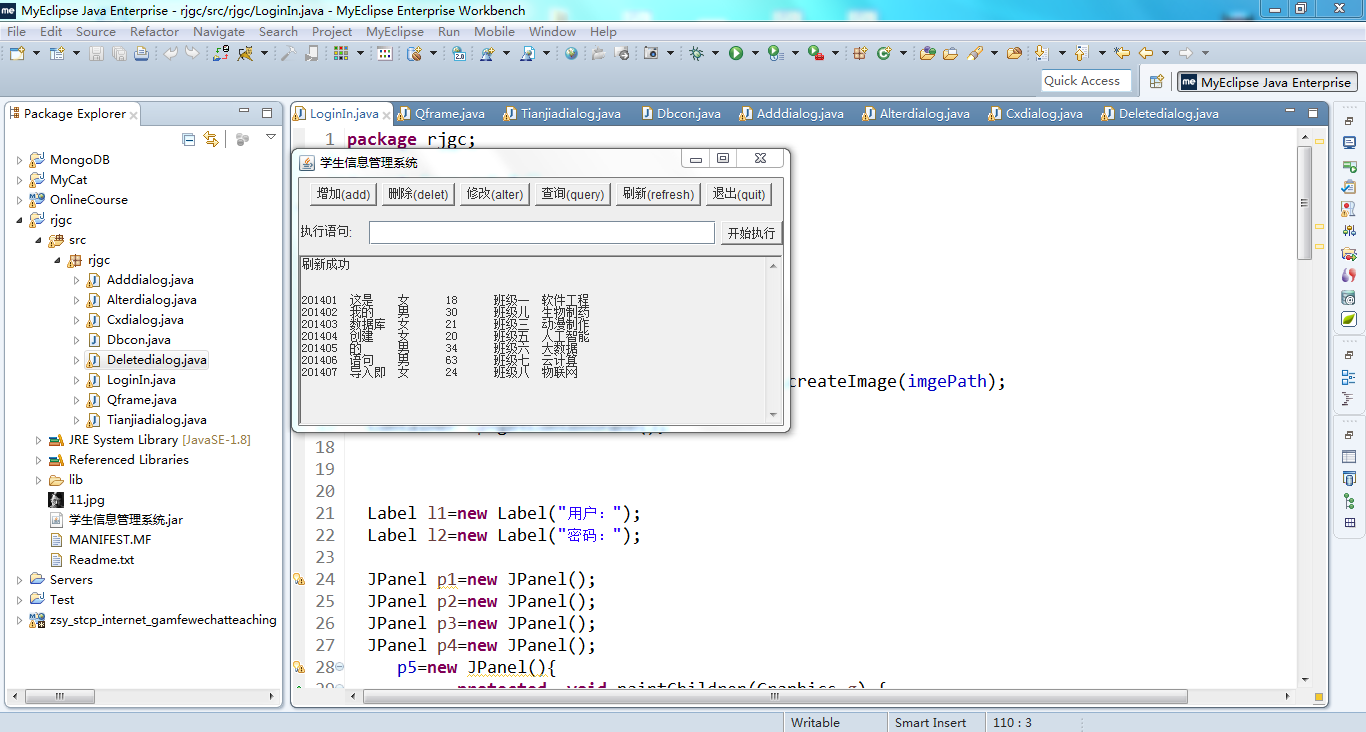 MyEclipse Java Enterprise - rjgc/src/rjgc/LoginIn.java - MyEclipse Enterprise Workbench
File Edit Source Refactor Navigate Search Project MyEclipse Run Mobile Window Help
Quick Access
MyEclipse Java Enterprise
Package Explorer
MongoDB
MyCat
OnlineCourse
rjgc
src
rjgc
Adddialog.java
Alterdialog.java
Cxdialog.java
Dbcon.java
Deletedialog.java
LoginIn.java
Qframe.java
Tianjiadialog.java
JRE System Library [JavaSE-1.8]
Referenced Libraries
lib
11.jpg
学生信息管理系统.jar
MANIFEST.MF
Readme.txt
Servers
Test
zsy_stcp_internet_gamfewechatteaching
LoginIn.java Qframe.java Tianjiadialog.java Dbcon.java Adddialog.java Alterdialog.java Cxdialog.java Deletedialog.java
1 package rjgc;
学生信息管理系统
增加(add) 删除(delet) 修改(alter) 查询(query) 刷新(refresh) 退出(quit)
执行语句: 开始执行
刷新成功
201401 这是 女 18 班级一 软件工程
201402 我的 男 30 班级儿 生物制药
201403 数据库 女 21 班级三 动漫制作
201404 创建 女 20 班级五 人工智能
201405 的 男 34 班级六 大数据
201406 语句 男 63 班级七 云计算
201407 导入即 女 24 班级八 物联网
createImage(imgePath);
18
19
20
21 Label l1=new Label("用户：");
22 Label l2=new Label("密码：");
23
24 JPanel p1=new JPanel();
25 JPanel p2=new JPanel();
26 JPanel p3=new JPanel();
27 JPanel p4=new JPanel();
28 p5=new JPanel(){
29 protected void paintChildren(Graphics g) {
Writable Smart Insert 110 : 3